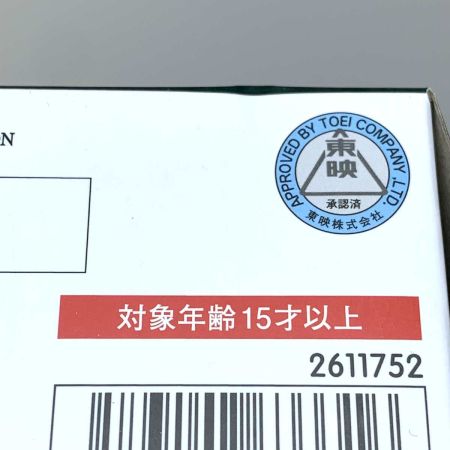 APPROVED BY TOEI COMPANY, LTD.
東映
承認済
東映株式会社
対象年齢15才以上
2611752